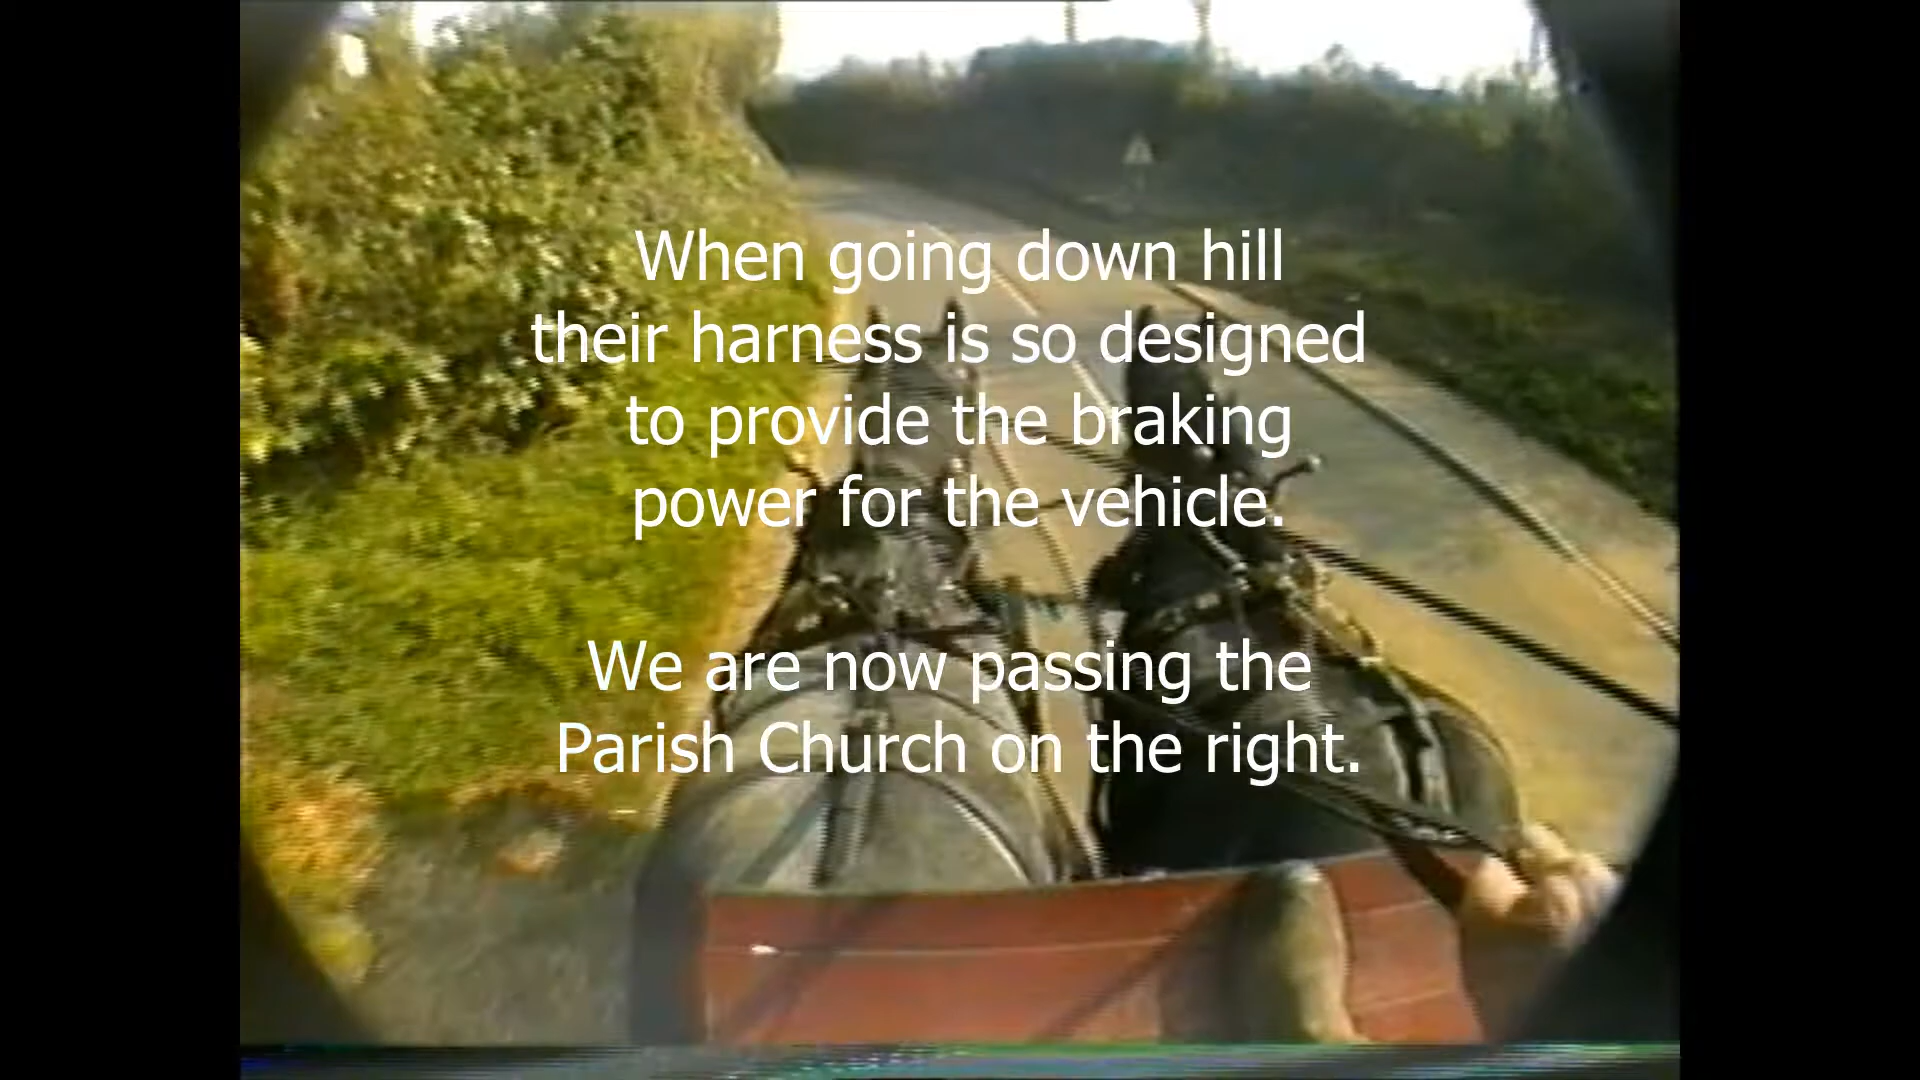 When going down hill
their harness is so designed
to provide the braking
power for the vehicle.
We are now passing the
Parish Church on the right.